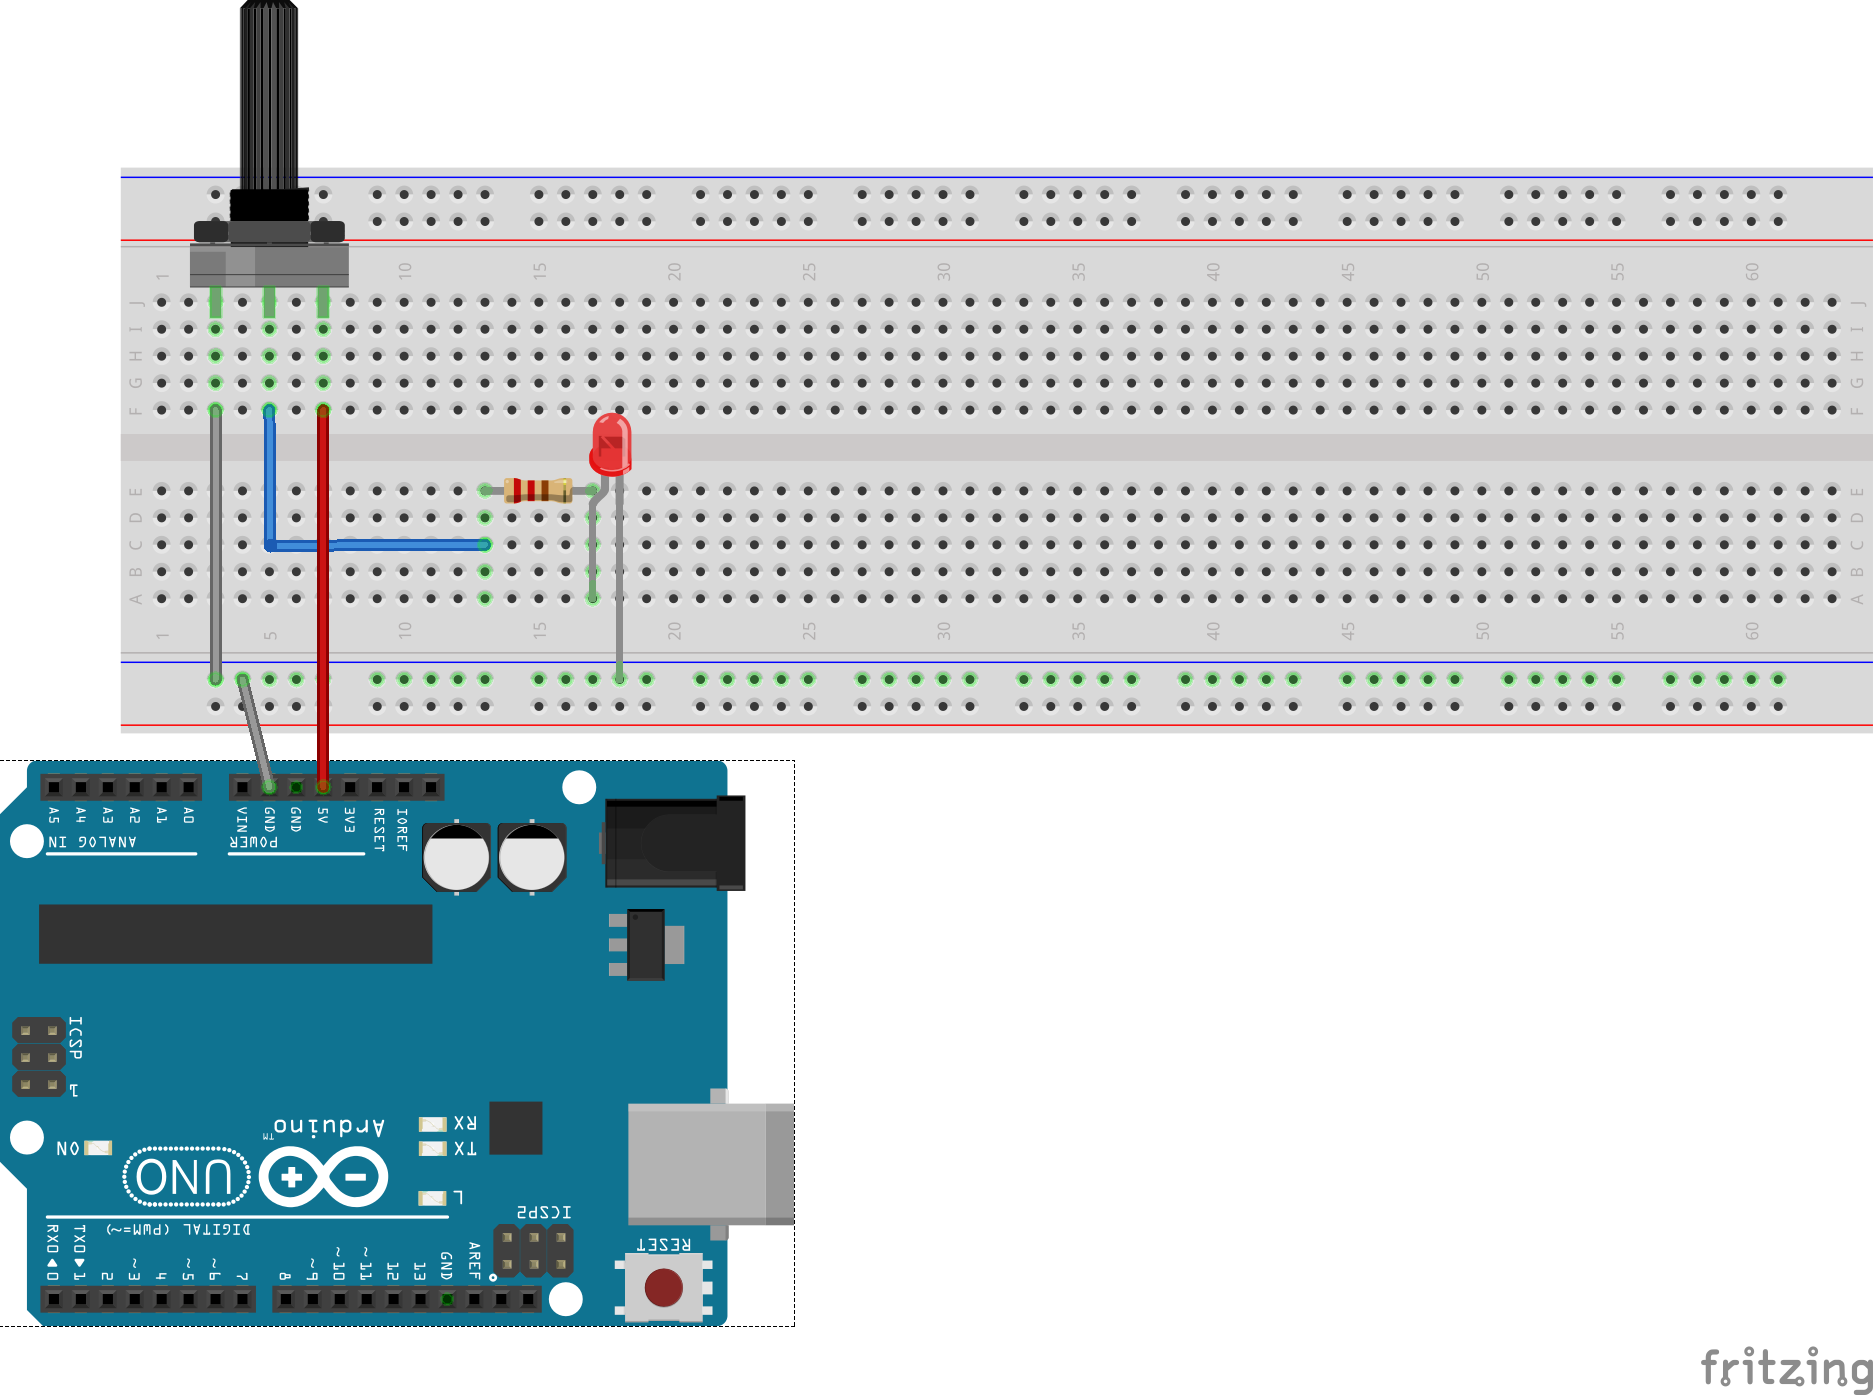 1 10 15 20 25 30 35 40 45 50 55 60
J J
I I
H H
G G
F F
E E
D D
C C
B B
A A
1 5 10 15 20 25 30 35 40 45 50 55 60
A5 A4 A3 A2 A1 A0 VIN GND GND 5V 3V3 RESET IOREF
ANALOG IN POWER
ICSP
1
Arduino™
RX
ON UNO TX
L
ICSP2
DIGITAL (PWM=~)
RESET
RX0◀0 TX0▶1 2 ~3 4 ~5 ~6 7 8 ~9 ~10 ~11 12 13 GND AREF
fritzing